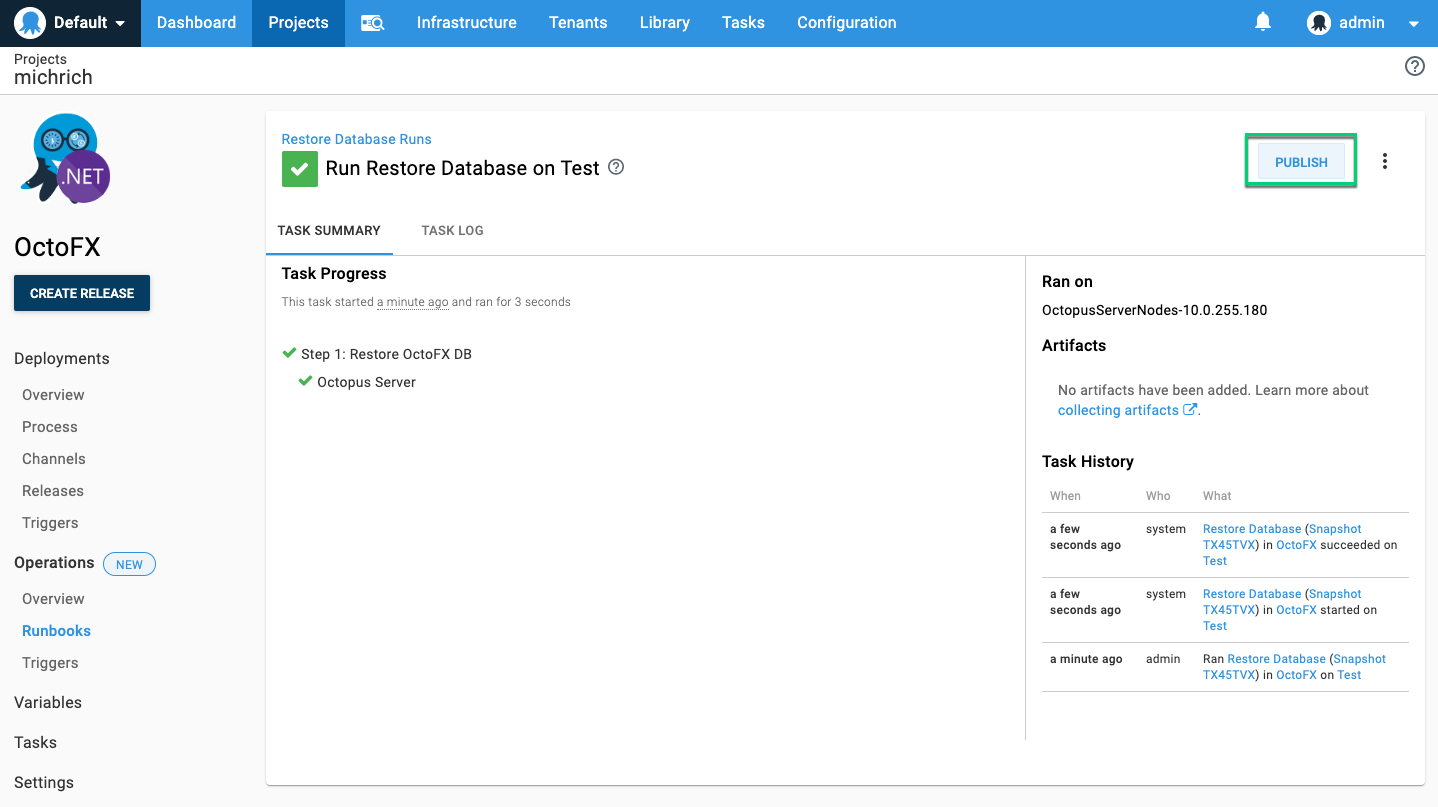 Default
Dashboard
Projects
Infrastructure
Tenants
Library
Tasks
Configuration
admin
Projects
michrich
.NET
OctoFX
CREATE RELEASE
Deployments
Overview
Process
Channels
Releases
Triggers
Operations NEW
Overview
Runbooks
Triggers
Variables
Tasks
Settings
Restore Database Runs
Run Restore Database on Test
PUBLISH
TASK SUMMARY
TASK LOG
Task Progress
This task started a minute ago and ran for 3 seconds
Step 1: Restore OctoFX DB
Octopus Server
Ran on
OctopusServerNodes-10.0.255.180
Artifacts
No artifacts have been added. Learn more about
collecting artifacts.
Task History
When Who What
a few system Restore Database (Snapshot
seconds ago TX45TVX) in OctoFX succeeded on
Test
a few system Restore Database (Snapshot
seconds ago TX45TVX) in OctoFX started on
Test
a minute ago admin Ran Restore Database (Snapshot
TX45TVX) in OctoFX on Test